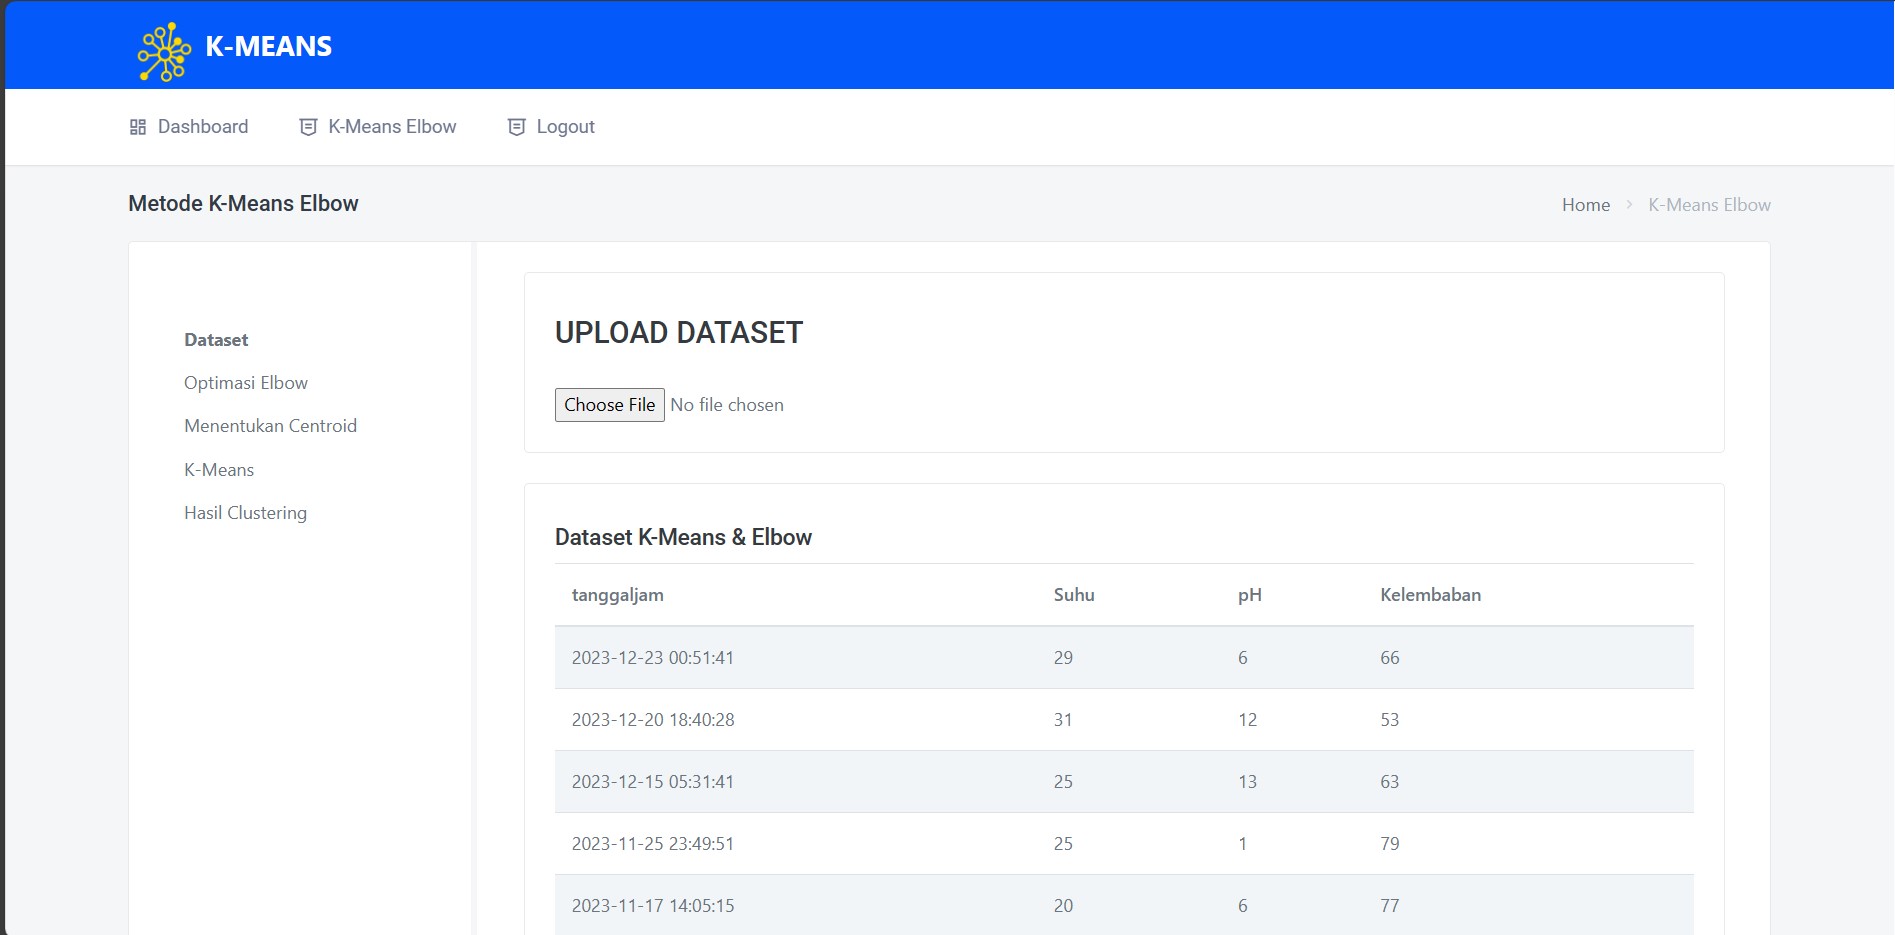 K-MEANS
Dashboard K-Means Elbow Logout
Metode K-Means Elbow
Home > K-Means Elbow
Dataset
Optimasi Elbow
Menentukan Centroid
K-Means
Hasil Clustering
UPLOAD DATASET
Choose File No file chosen
Dataset K-Means & Elbow
tanggaljam Suhu pH Kelembaban
2023-12-23 00:51:41 29 6 66
2023-12-20 18:40:28 31 12 53
2023-12-15 05:31:41 25 13 63
2023-11-25 23:49:51 25 1 79
2023-11-17 14:05:15 20 6 77